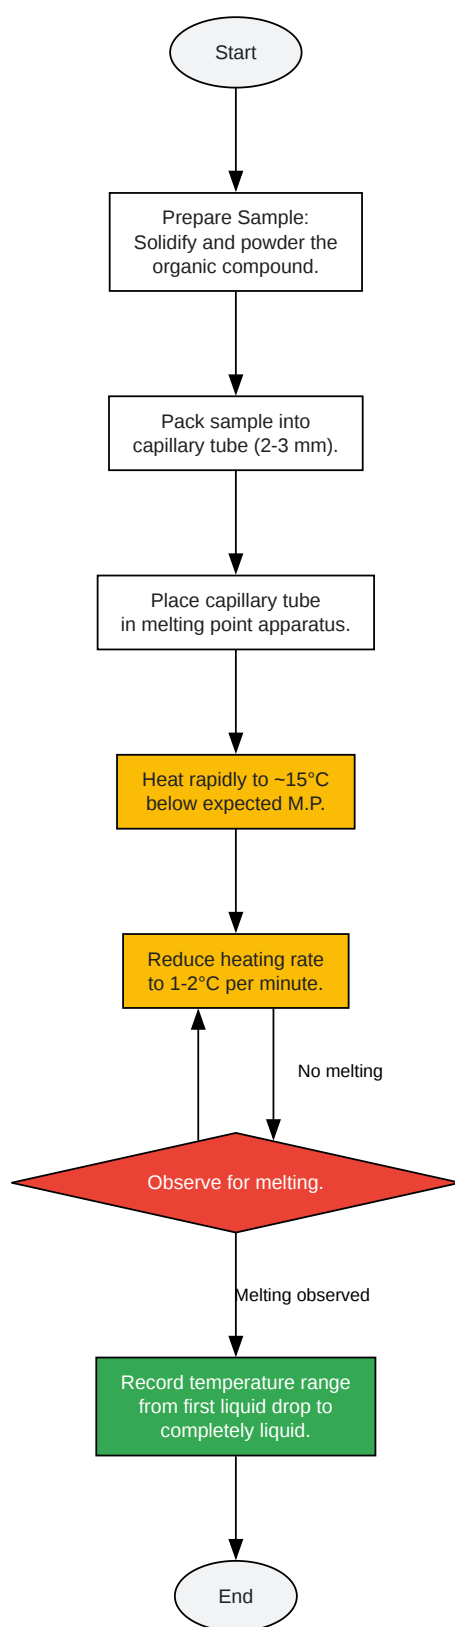 Start
Prepare Sample:
Solidify and powder the
organic compound.
Pack sample into
capillary tube (2-3 mm).
Place capillary tube
in melting point apparatus.
Heat rapidly to ~15°C
below expected M.P.
Reduce heating rate
to 1-2°C per minute.
No melting
Observe for melting.
Melting observed
Record temperature range
from first liquid drop to
completely liquid.
End